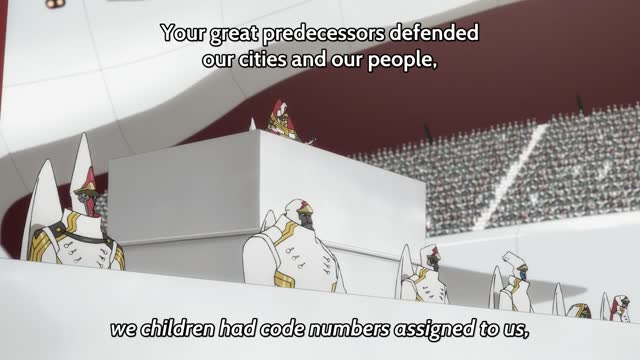 Your great predecessors defended
our cities and our people,
we children had code numbers assigned to us,